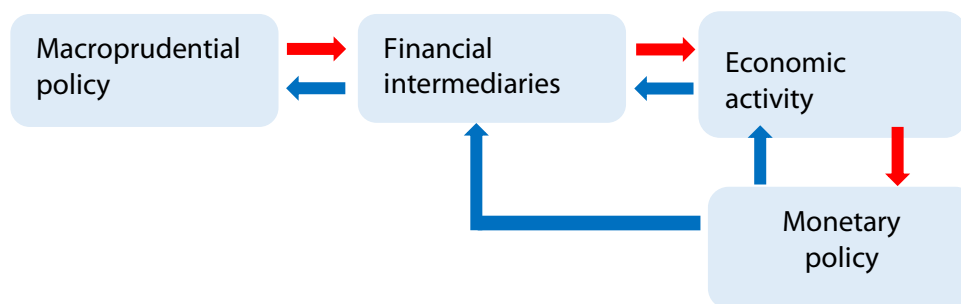 Macroprudential
policy
Financial
intermediaries
Economic
activity
Monetary
policy